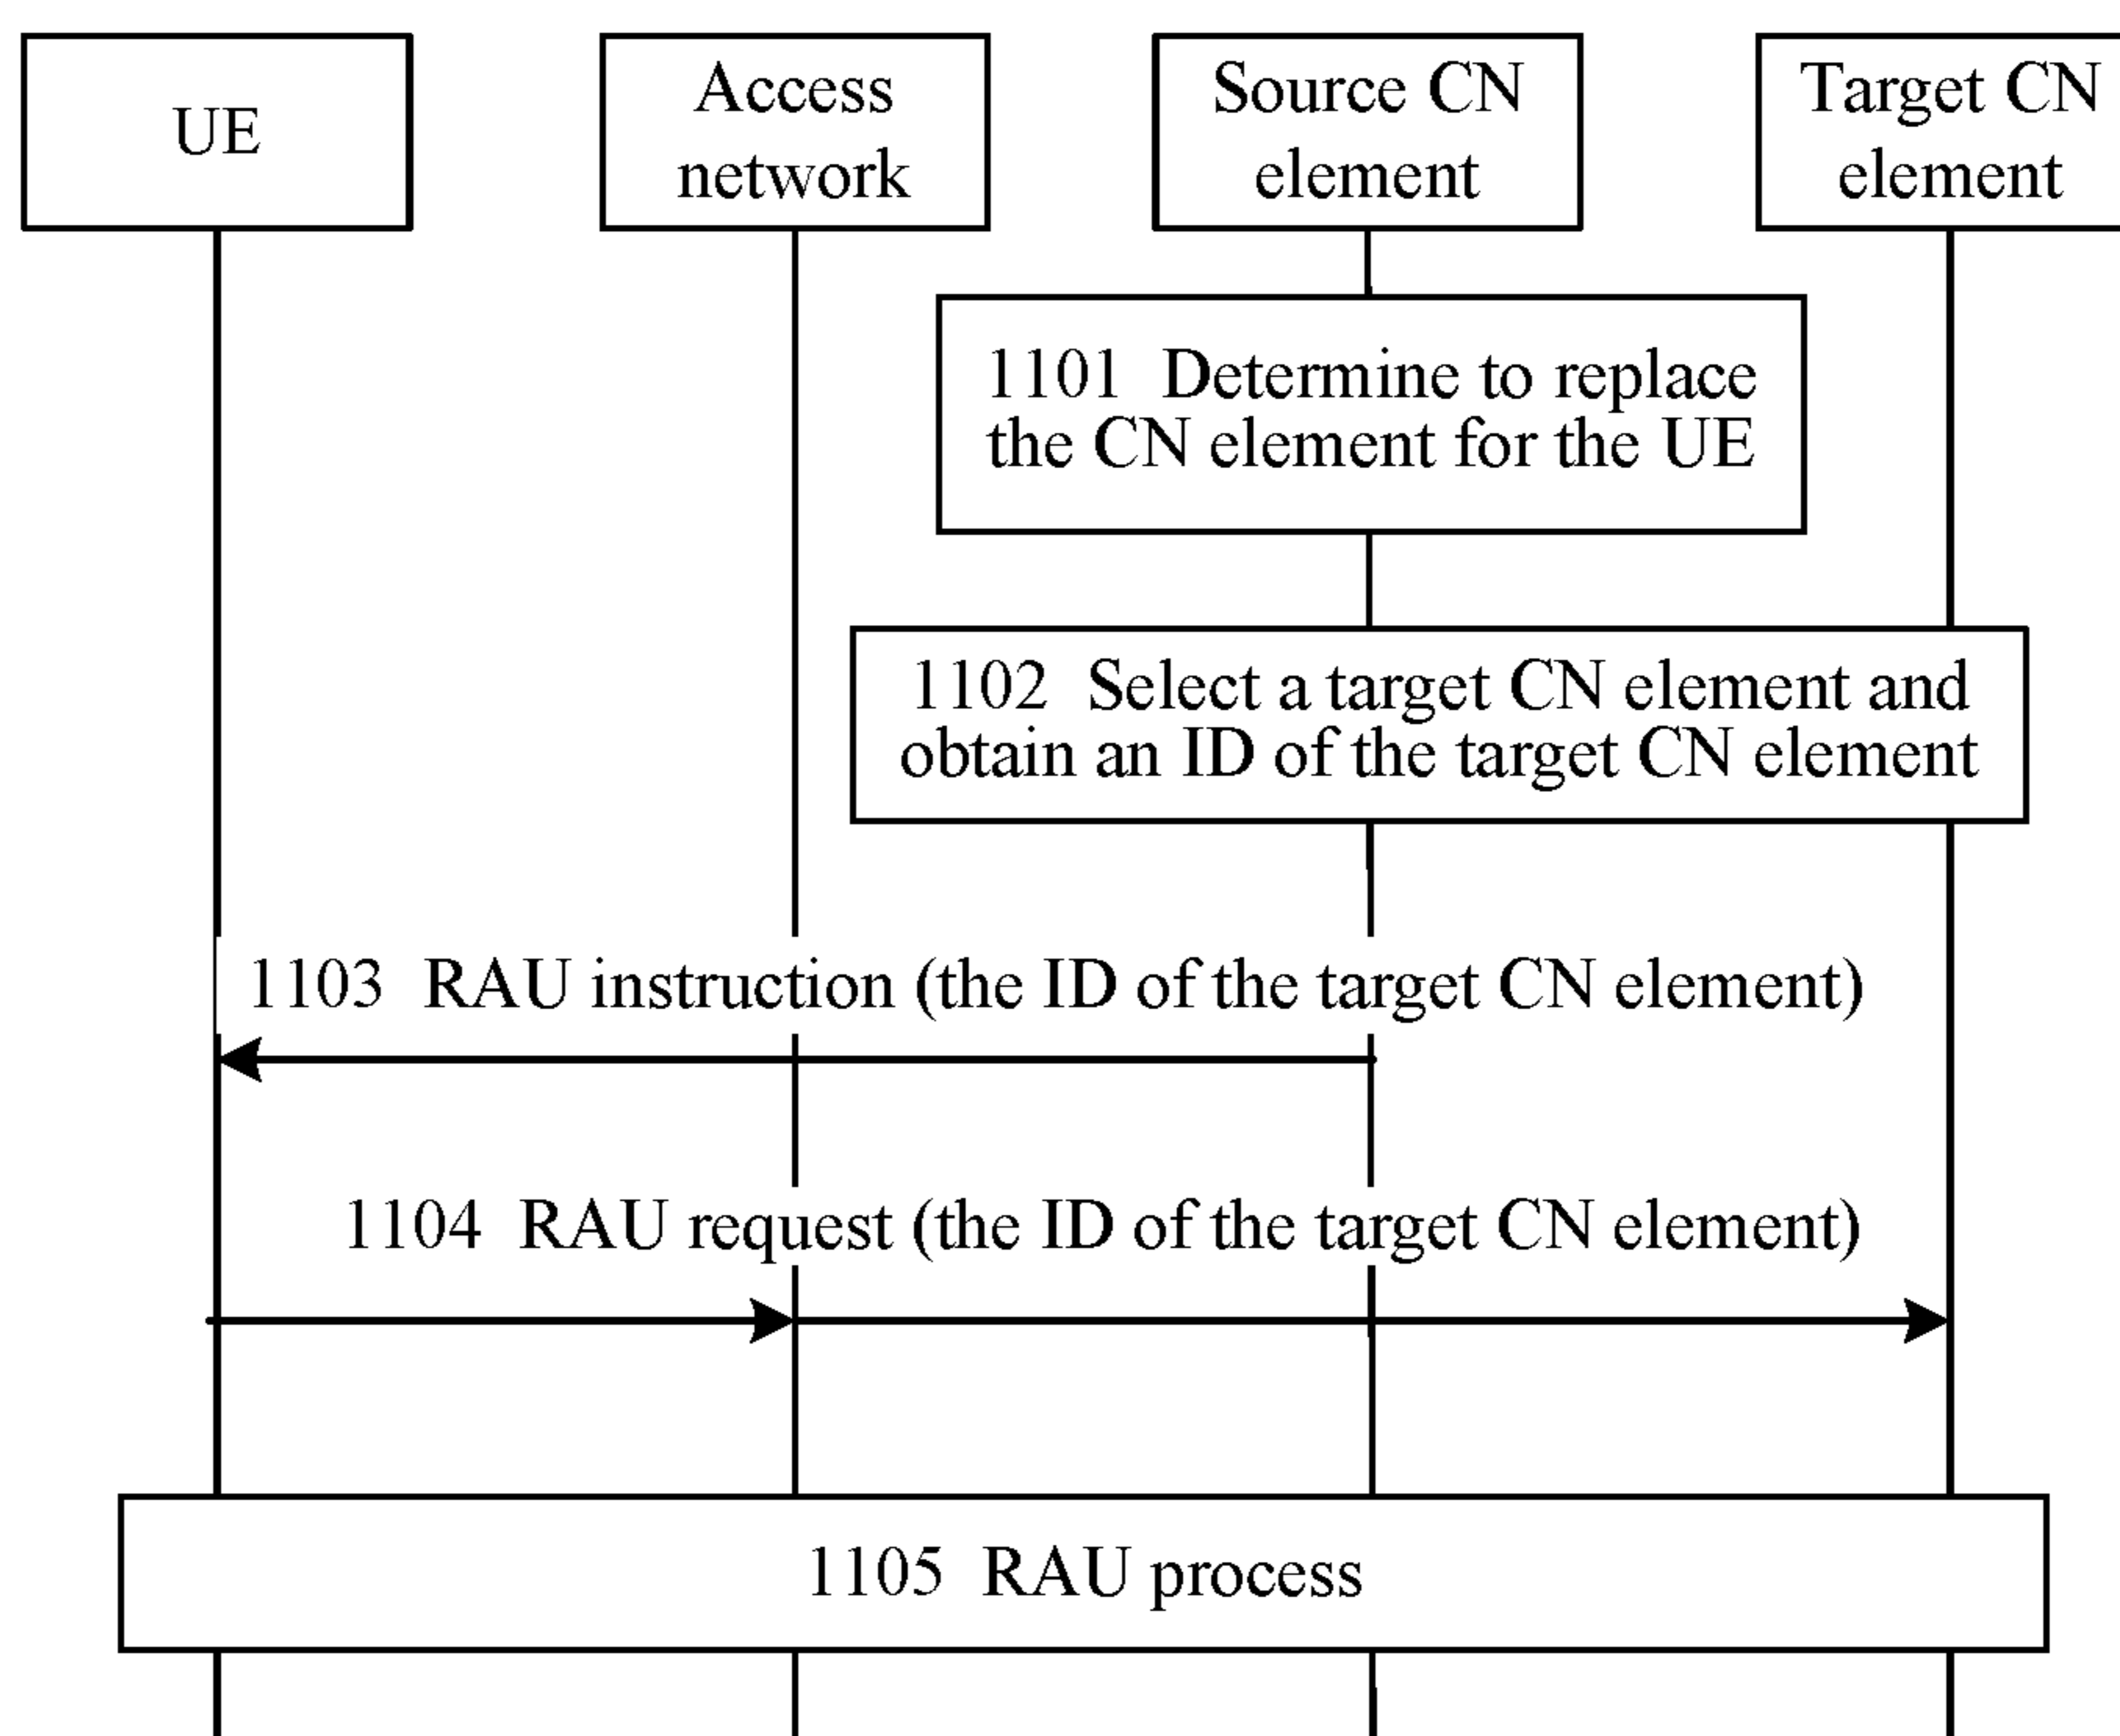 UE
Access
network
Source CN
element
Target CN
element
1101 Determine to replace
the CN element for the UE
1102 Select a target CN element and
obtain an ID of the target CN element
1103 RAU instruction (the ID of the target CN element)
1104 RAU request (the ID of the target CN element)
1105 RAU process